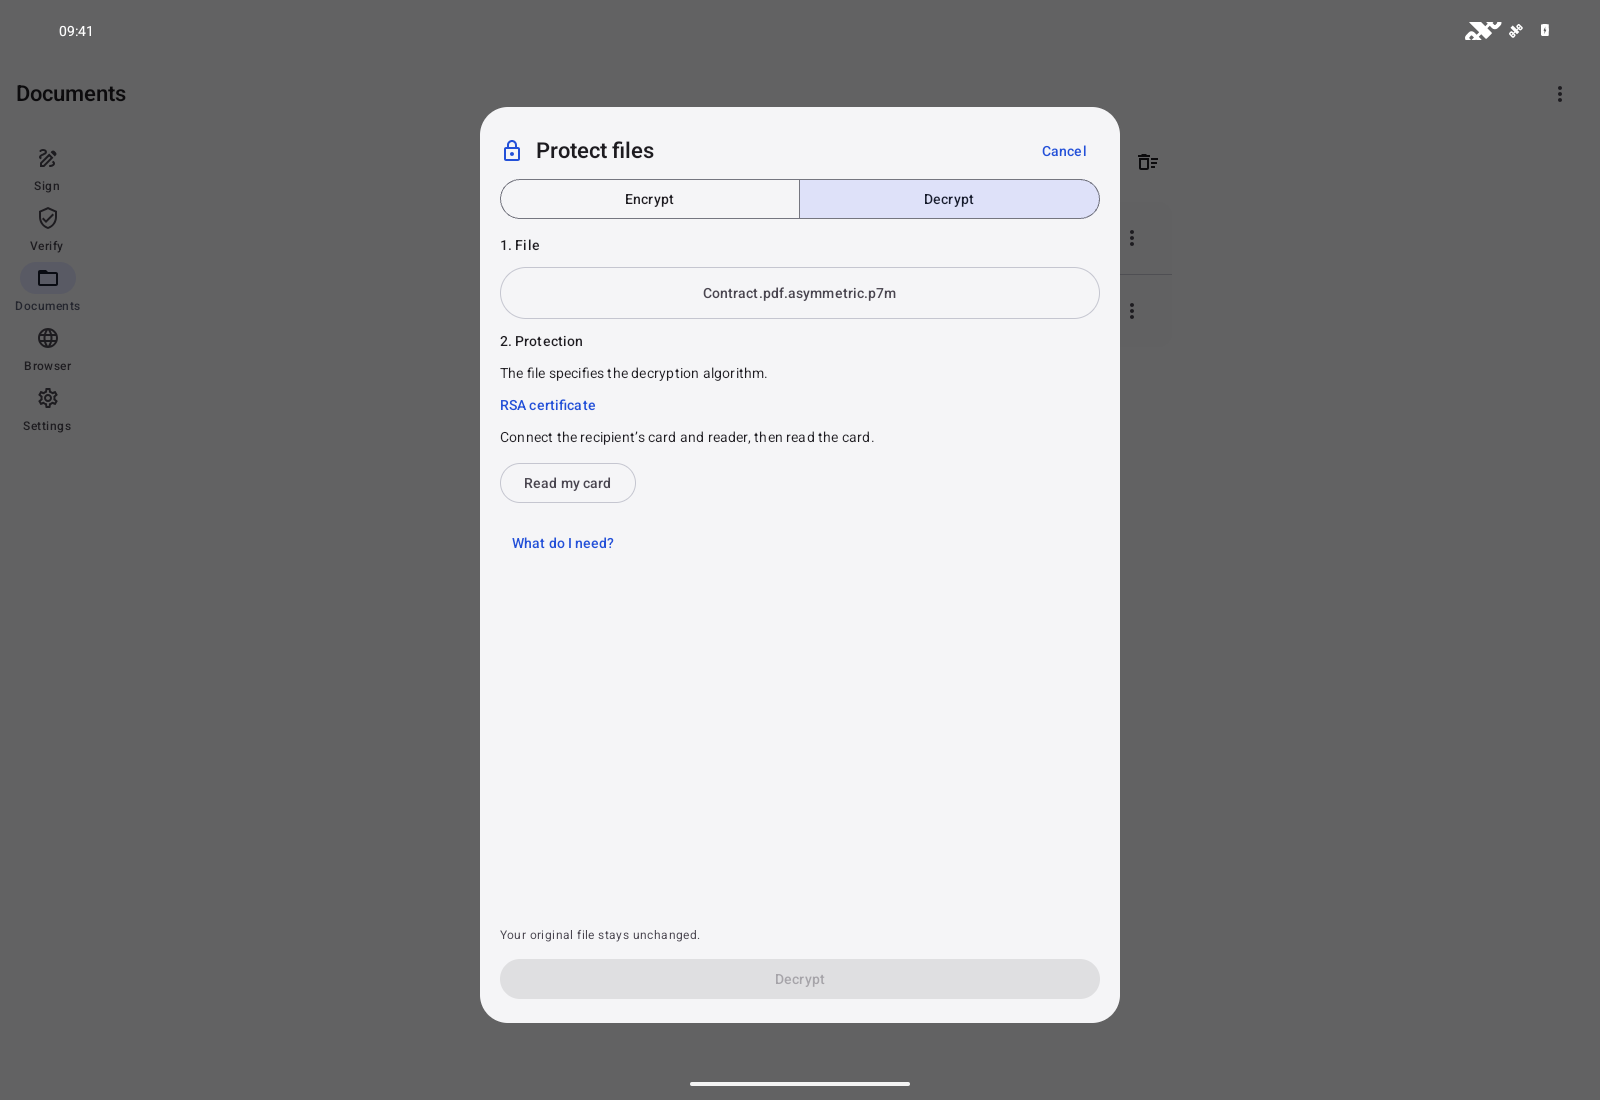 09:41
Documents
Sign
Verify
Documents
Browser
Settings
Protect files
Cancel
Encrypt
Decrypt
1. File
Contract.pdf.asymmetric.p7m
2. Protection
The file specifies the decryption algorithm.
RSA certificate
Connect the recipient’s card and reader, then read the card.
Read my card
What do I need?
Your original file stays unchanged.
Decrypt